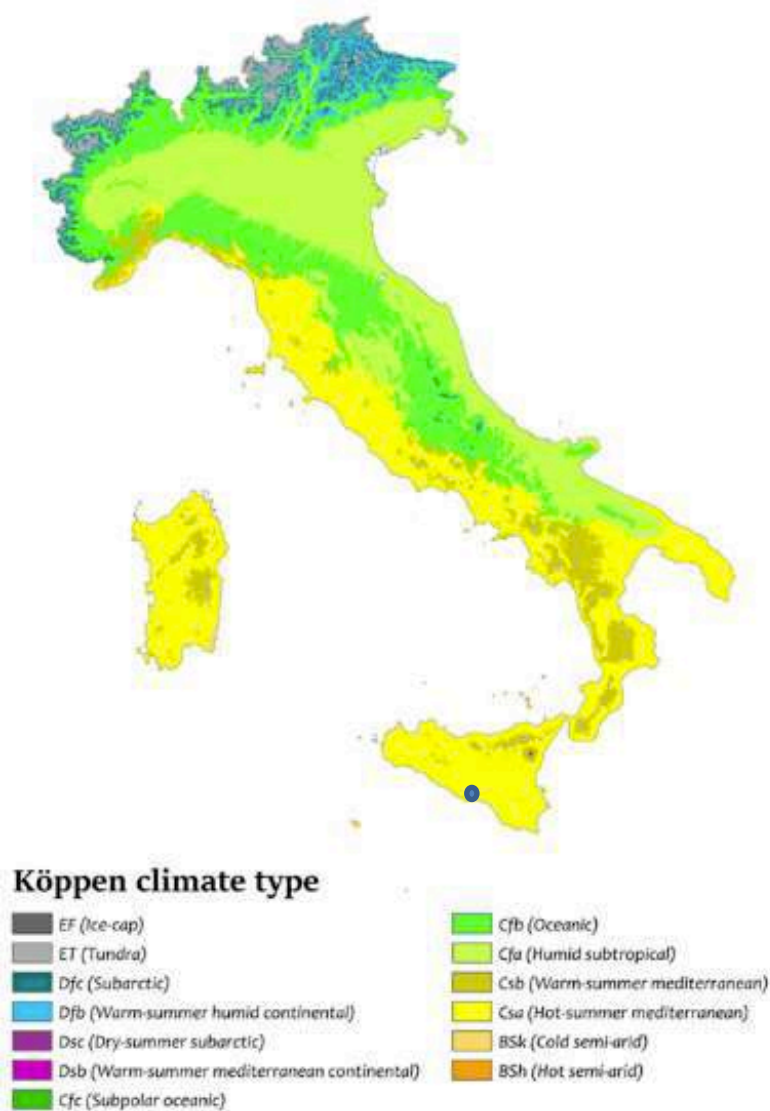 Köppen climate type
EF (Ice-cap)
ET (Tundra)
Dfc (Subarctic)
Dfb (Warm-summer humid continental)
Dsc (Dry-summer subarctic)
Dsb (Warm-summer mediterranean continental)
Cfc (Subpolar oceanic)
Cfb (Oceanic)
Cfa (Humid subtropical)
Csb (Warm-summer mediterranean)
Csa (Hot-summer mediterranean)
BSk (Cold semi-arid)
BSh (Hot semi-arid)